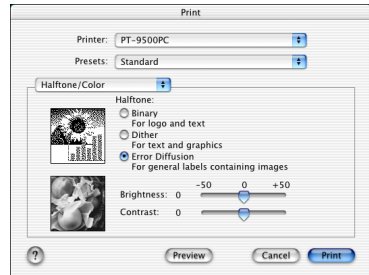 Print
Printer: PT-9500PC
Presets: Standard
Halftone/Color
Halftone:
Binary
For logo and text
Dither
For text and graphics
Error Diffusion
For general labels containing images
-50 0 +50
Brightness: 0
Contrast: 0
? Preview Cancel Print